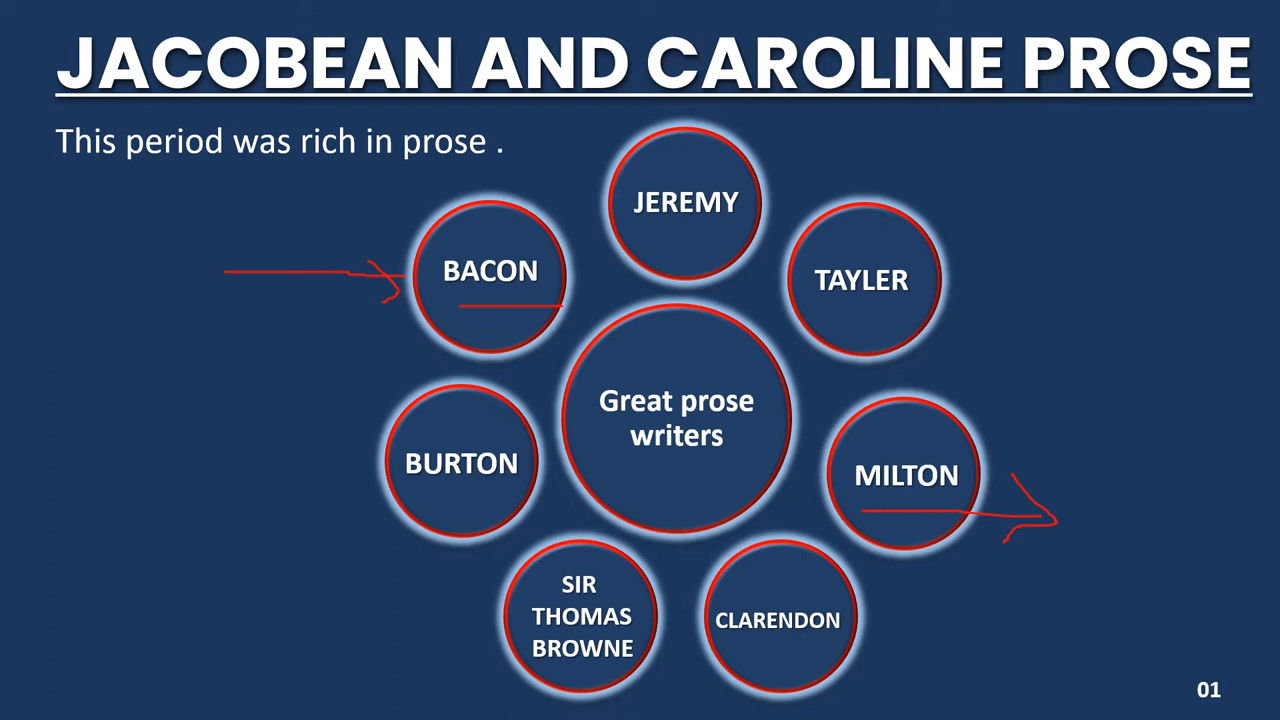 JACOBEAN AND CAROLINE PROSE
This period was rich in prose .
JEREMY
BACON
TAYLER
Great prose
writers
BURTON
MILTON
SIR
THOMAS
BROWNE
CLARENDON
01